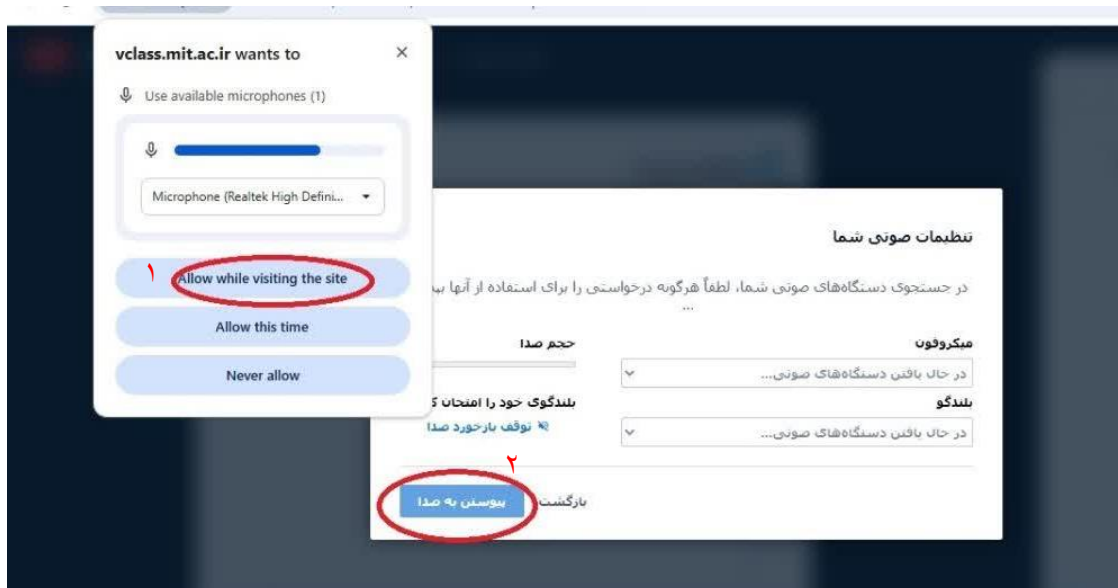 vclass.mit.ac.ir wants to
Use available microphones (1)
Microphone (Realtek High Defini...
۱
Allow while visiting the site
Allow this time
Never allow
تنظیمات صوتی شما
در جستجوی دستگاه‌های صوتی شما، لطفاً هرگونه درخواستی را برای استفاده از آنها
...
میکروفون
حجم صدا
در حال یافتن دستگاه‌های صوتی...
بلندگو
بلندگوی خود را امتحان
در حال یافتن دستگاه‌های صوتی...
توقف بازخورد صدا
۲
بازگشت
پیوستن به صدا